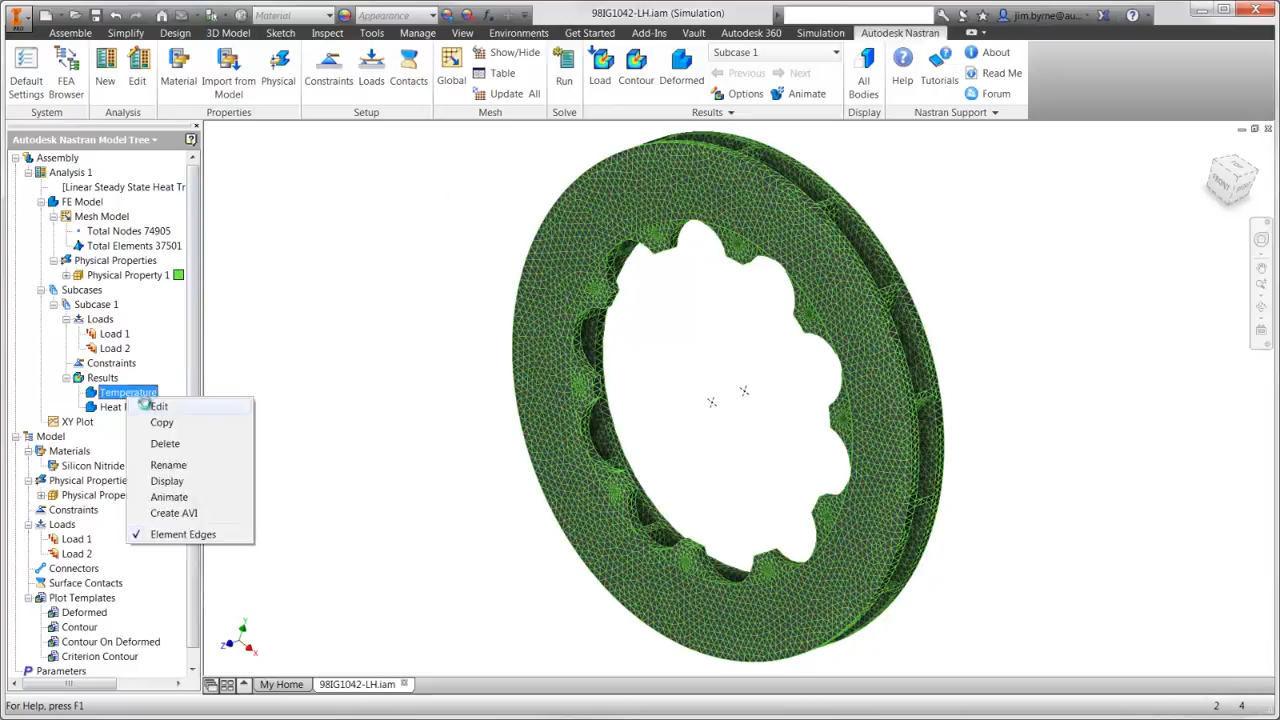 PRO
Material
Appearance
98IG1042-LH.iam (Simulation)
jim.byrne@au...
Assembly Simplify Design 3D Model Sketch Inspect Tools Manage View Environments Get Started Add-Ins Vault Autodesk 360 Simulation Autodesk Nastran
Default Settings
FEA Browser
New
Edit
Material
Import from Model
Physical
Constraints
Loads
Contacts
Global
Show/Hide
Table
Update All
Run
Load
Contour
Deformed
Subcase 1
Previous Next
Options Animate
All Bodies
Help
Tutorials
About
Read Me
Forum
System Analysis Properties Setup Mesh Solve Results Display Nastran Support
Autodesk Nastran Model Tree
Assembly
Analysis 1
[Linear Steady State Heat Tr
FE Model
Mesh Model
Total Nodes 74905
Total Elements 37501
Physical Properties
Physical Property 1
Subcases
Subcase 1
Loads
Load 1
Load 2
Constraints
Results
Temperature
Heat
XY Plot
Model
Materials
Silicon Nitride
Physical Propertie
Physical Prope
Constraints
Loads
Load 1
Load 2
Connectors
Surface Contacts
Plot Templates
Deformed
Contour
Contour On Deformed
Criterion Contour
Parameters
Edit
Copy
Delete
Rename
Display
Animate
Create AVI
Element Edges
TOP
FRONT
Y
Z
X
My Home
98IG1042-LH.iam
For Help, press F1
2 4